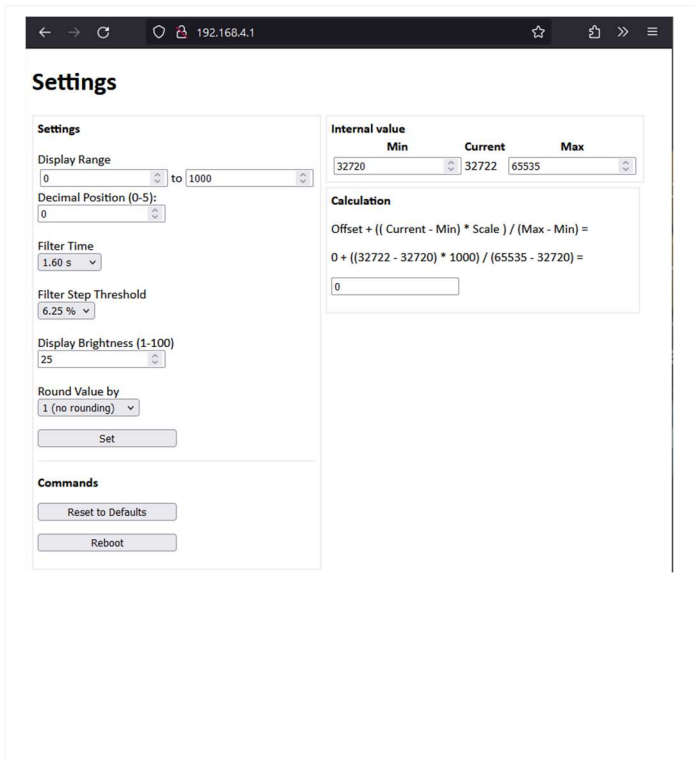 192.168.4.1
Settings
Settings
Display Range
0 to 1000
Decimal Position (0-5):
0
Filter Time
1.60 s
Filter Step Threshold
6.25 %
Display Brightness (1-100)
25
Round Value by
1 (no rounding)
Set
Commands
Reset to Defaults
Reboot
Internal value
Min Current Max
32720 32722 65535
Calculation
Offset + (( Current - Min) * Scale ) / (Max - Min) =
0 + ((32722 - 32720) * 1000) / (65535 - 32720) =
0